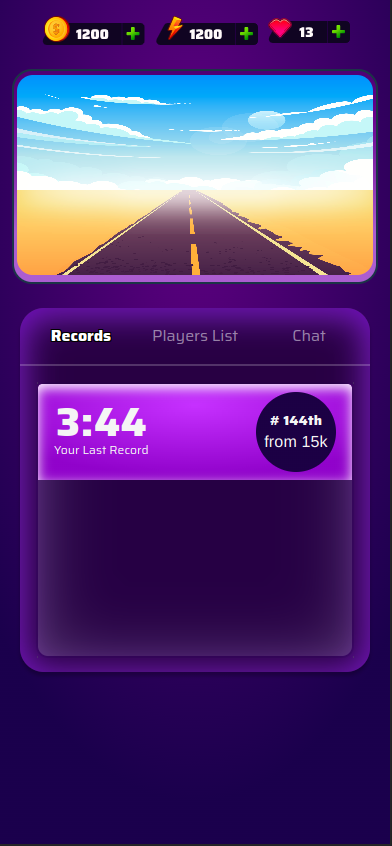 1200
1200
13
Records
Players List
Chat
3:44
Your Last Record
# 144th
from 15k